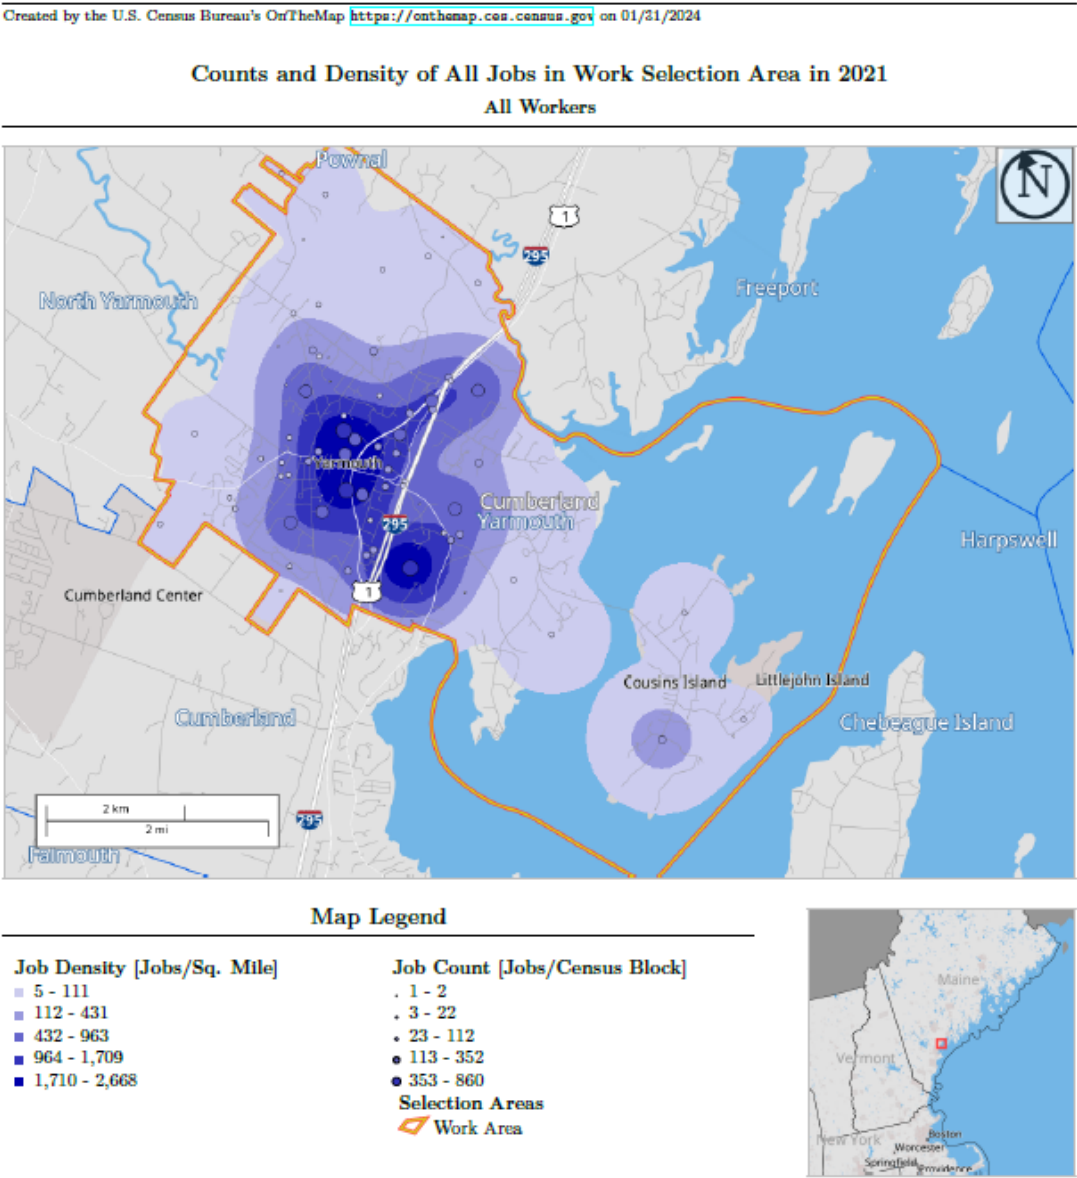 Created by the U.S. Census Bureau's OnTheMap https://onthemap.ces.census.gov on 01/31/2024
Counts and Density of All Jobs in Work Selection Area in 2021
All Workers
Pownal
N
1
295
North Yarmouth
Freeport
Yarmouth
Cumberland
Yarmouth
295
Harpswell
Cumberland Center
1
Cousins Island
Littlejohn Island
Cumberland
Chebeague Island
2 km
2 mi
295
Falmouth
Map Legend
Job Density [Jobs/Sq. Mile]
5 - 111
112 - 431
432 - 963
964 - 1,709
1,710 - 2,668
Job Count [Jobs/Census Block]
1 - 2
3 - 22
23 - 112
113 - 352
353 - 860
Selection Areas
Work Area
Maine
Vermont
New York
Boston
Worcester
Springfield
Providence